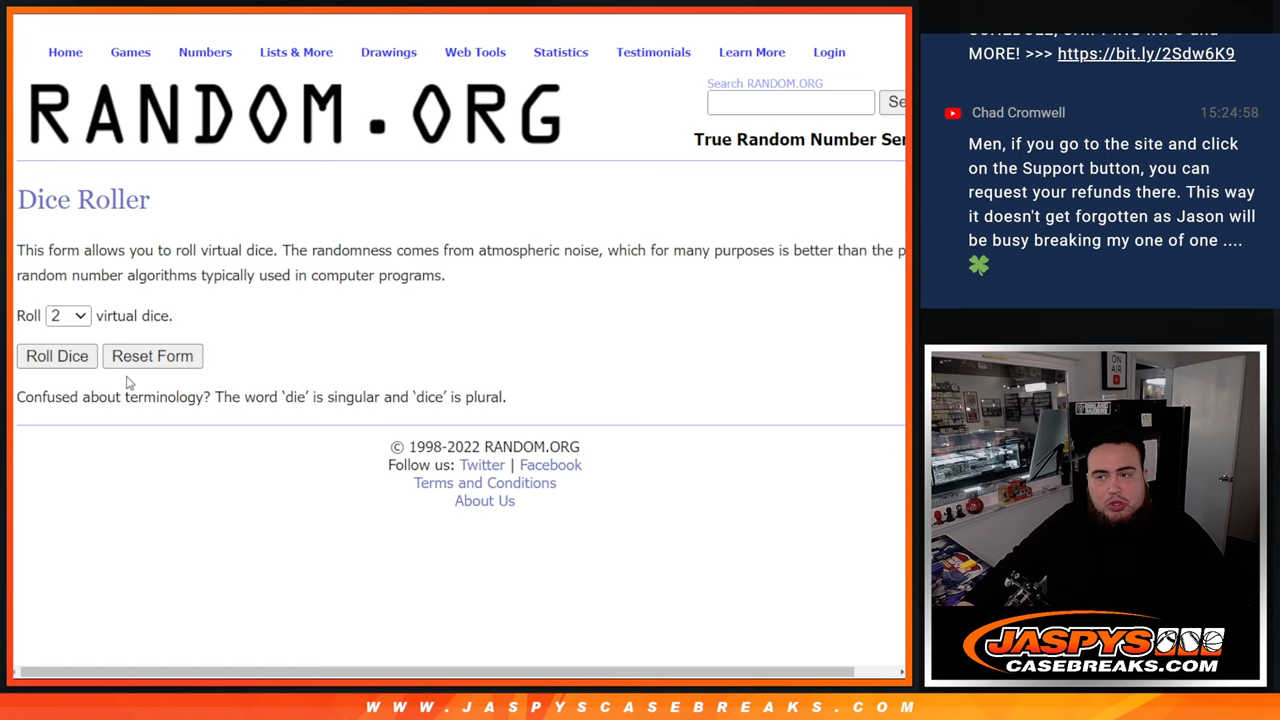 Home Games Numbers Lists & More Drawings Web Tools Statistics Testimonials Learn More Login
RANDOM.ORG
Search RANDOM.ORG
Se
True Random Number Ser
Dice Roller
This form allows you to roll virtual dice. The randomness comes from atmospheric noise, which for many purposes is better than the p
random number algorithms typically used in computer programs.
Roll 2 virtual dice.
Roll Dice Reset Form
Confused about terminology? The word ‘die’ is singular and ‘dice’ is plural.
© 1998-2022 RANDOM.ORG
Follow us: Twitter | Facebook
Terms and Conditions
About Us
MORE! >>> https://bit.ly/2Sdw6K9
Chad Cromwell 15:24:58
Men, if you go to the site and click
on the Support button, you can
request your refunds there. This way
it doesn't get forgotten as Jason will
be busy breaking my one of one ....
ON
AIR
JASPYS
CASEBREAKS.COM
WWW.JASPYSCASEBREAKS.COM